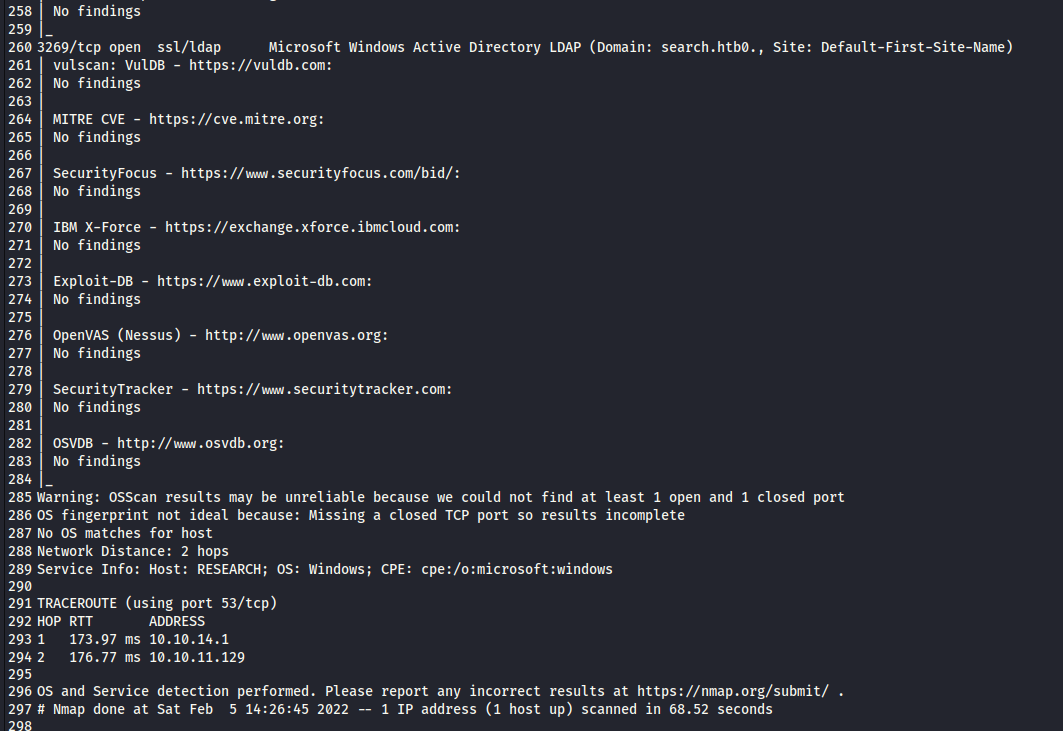 258 | No findings
259 |_
260 3269/tcp open  ssl/ldap      Microsoft Windows Active Directory LDAP (Domain: search.htb0., Site: Default-First-Site-Name)
261 | vulscan: VulDB - https://vuldb.com:
262 | No findings
263 |
264 | MITRE CVE - https://cve.mitre.org:
265 | No findings
266 |
267 | SecurityFocus - https://www.securityfocus.com/bid/:
268 | No findings
269 |
270 | IBM X-Force - https://exchange.xforce.ibmcloud.com:
271 | No findings
272 |
273 | Exploit-DB - https://www.exploit-db.com:
274 | No findings
275 |
276 | OpenVAS (Nessus) - http://www.openvas.org:
277 | No findings
278 |
279 | SecurityTracker - https://www.securitytracker.com:
280 | No findings
281 |
282 | OSVDB - http://www.osvdb.org:
283 | No findings
284 |_
285 Warning: OSScan results may be unreliable because we could not find at least 1 open and 1 closed port
286 OS fingerprint not ideal because: Missing a closed TCP port so results incomplete
287 No OS matches for host
288 Network Distance: 2 hops
289 Service Info: Host: RESEARCH; OS: Windows; CPE: cpe:/o:microsoft:windows
290
291 TRACEROUTE (using port 53/tcp)
292 HOP RTT       ADDRESS
293 1   173.97 ms 10.10.14.1
294 2   176.77 ms 10.10.11.129
295
296 OS and Service detection performed. Please report any incorrect results at https://nmap.org/submit/ .
297 # Nmap done at Sat Feb  5 14:26:45 2022 -- 1 IP address (1 host up) scanned in 68.52 seconds
298